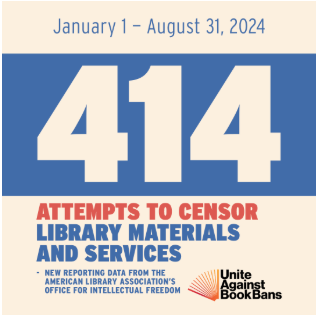 January 1 – August 31, 2024
414
ATTEMPTS TO CENSOR
LIBRARY MATERIALS
AND SERVICES
- NEW REPORTING DATA FROM THE
AMERICAN LIBRARY ASSOCIATION'S
OFFICE FOR INTELLECTUAL FREEDOM
Unite
Against
Book Bans